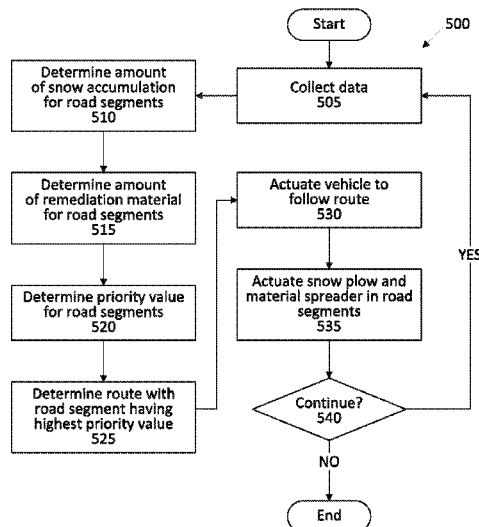 Start
500
Collect data
505
Determine amount
of snow accumulation
for road segments
510
Determine amount
of remediation material
for road segments
515
Determine priority value
for road segments
520
Determine route with
road segment having
highest priority value
525
Actuate vehicle to
follow route
530
Actuate snow plow and
material spreader in road
segments
535
Continue?
540
YES
NO
End